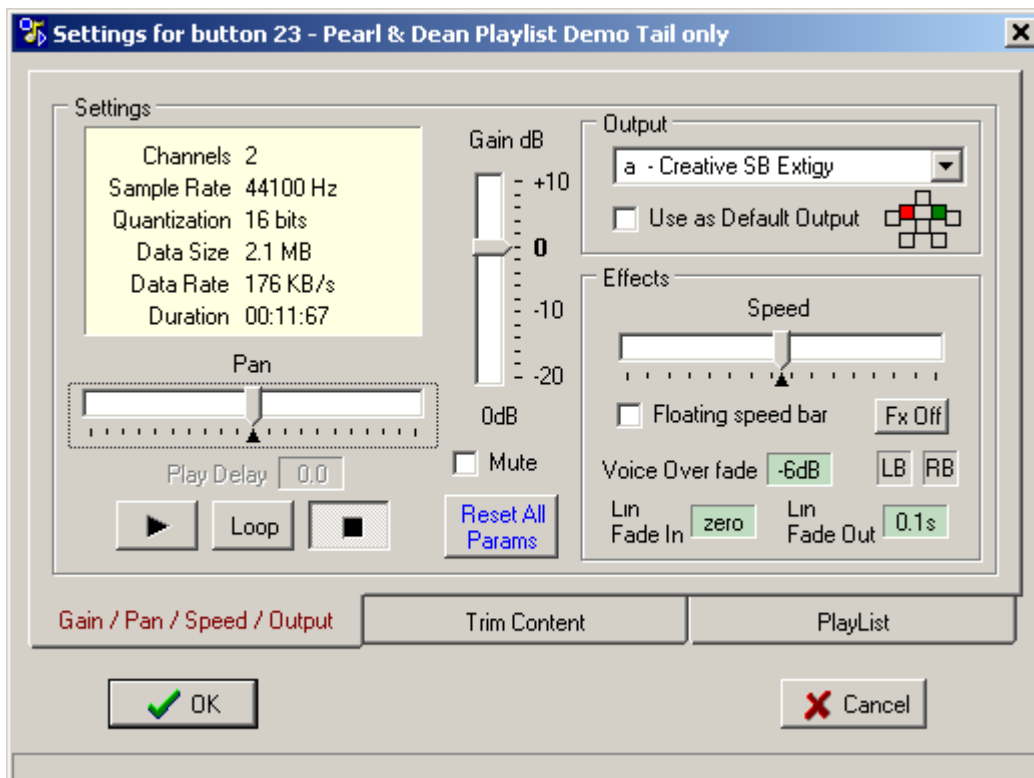 Settings for button 23 - Pearl & Dean Playlist Demo Tail only
Settings
Channels 2
Sample Rate 44100 Hz
Quantization 16 bits
Data Size 2.1 MB
Data Rate 176 KB/s
Duration 00:11:67
Pan
Play Delay 0.0
Loop
Gain dB
+10
0
-10
-20
0dB
Mute
Reset All
Params
Output
a - Creative SB Extigy
Use as Default Output
Effects
Speed
Floating speed bar
Fx Off
Voice Over fade -6dB
LB RB
Lin
Fade In zero
Lin
Fade Out 0.1s
Gain / Pan / Speed / Output
Trim Content
PlayList
OK
Cancel